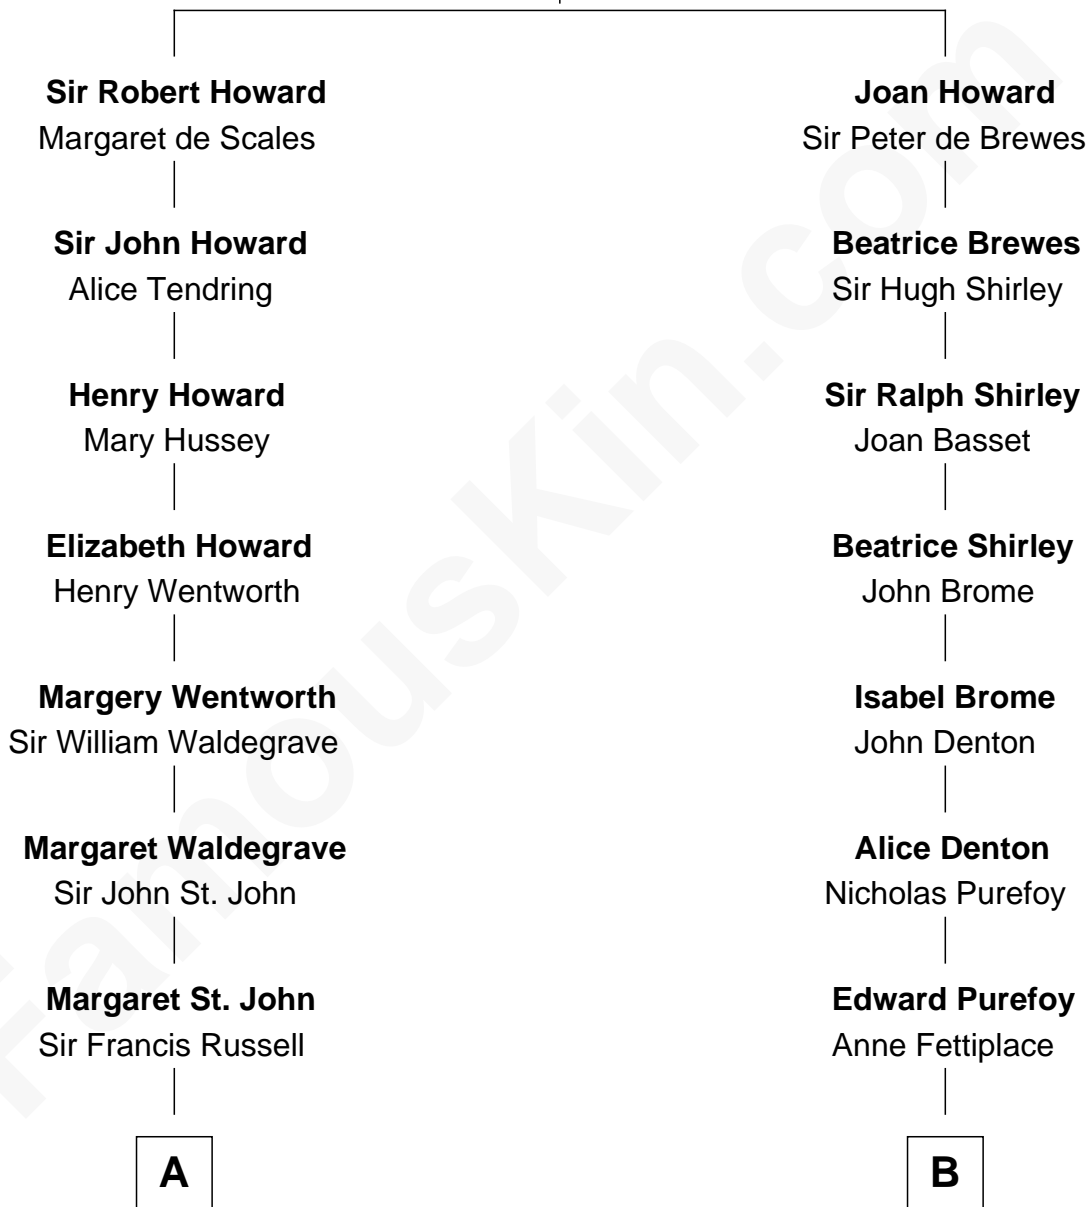 Sir Robert Howard
Margaret de Scales
Sir John Howard
Alice Tendring
Henry Howard
Mary Hussey
Elizabeth Howard
Henry Wentworth
Margery Wentworth
Sir William Waldegrave
Margaret Waldegrave
Sir John St. John
Margaret St. John
Sir Francis Russell
A
Joan Howard
Sir Peter de Brewes
Beatrice Brewes
Sir Hugh Shirley
Sir Ralph Shirley
Joan Basset
Beatrice Shirley
John Brome
Isabel Brome
John Denton
Alice Denton
Nicholas Purefoy
Edward Purefoy
Anne Fettiplace
B
FamousKin.com